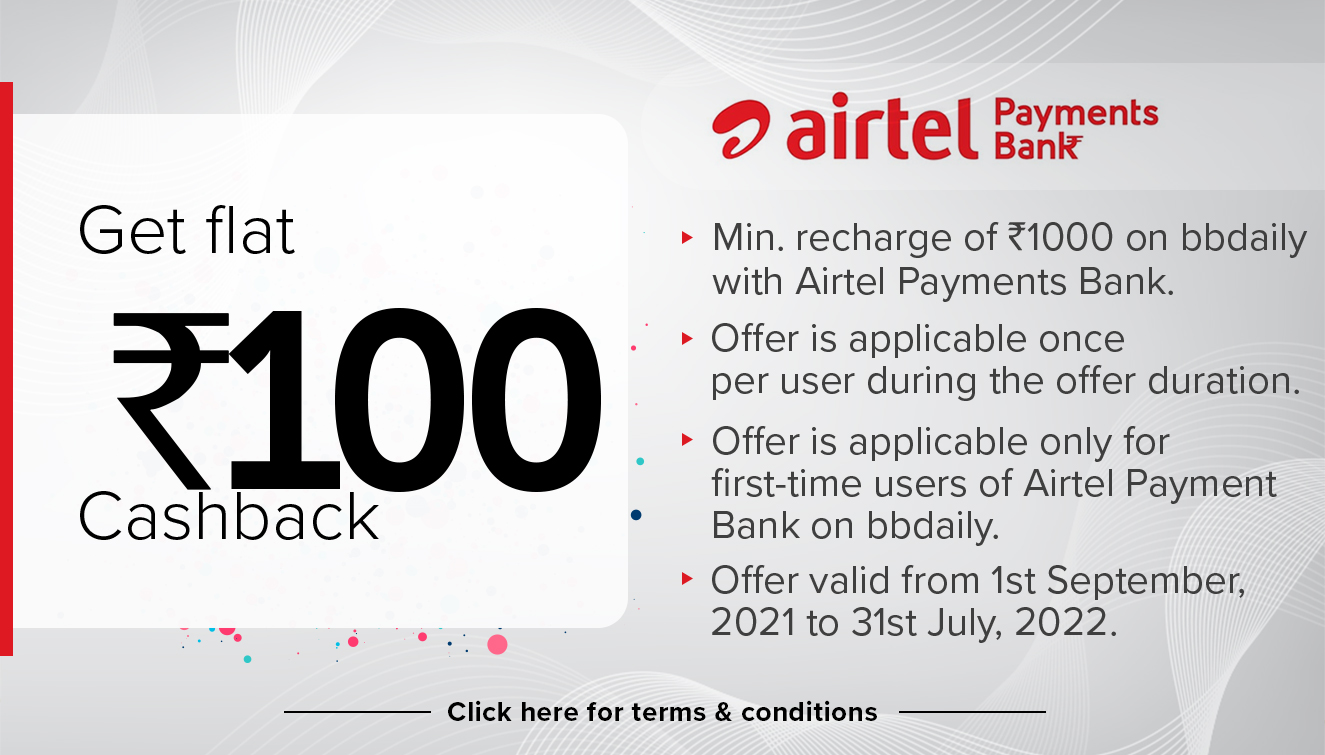 Get flat
₹100
Cashback
airtel Payments
Bank
Min. recharge of ₹1000 on bbdaily
with Airtel Payments Bank.
Offer is applicable once
per user during the offer duration.
Offer is applicable only for
first-time users of Airtel Payment
Bank on bbdaily.
Offer valid from 1st September,
2021 to 31st July, 2022.
Click here for terms & conditions